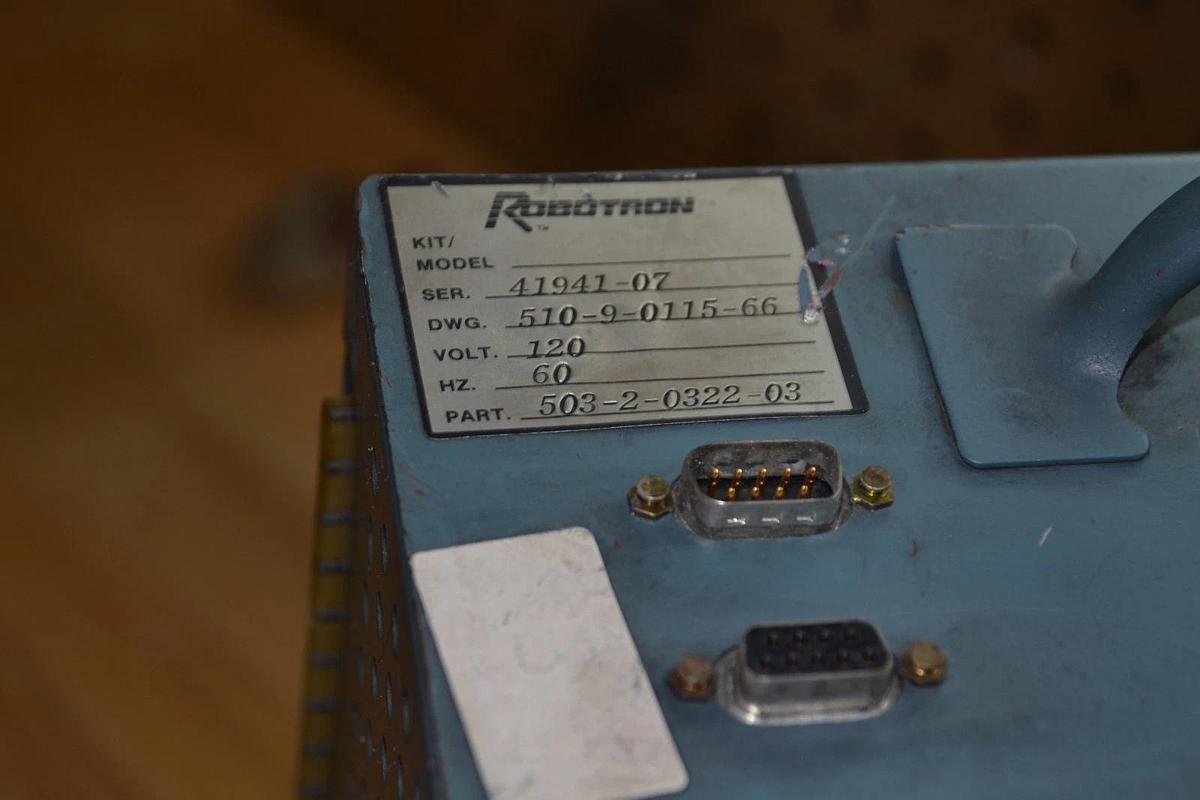 ROBOTRON™
KIT/
MODEL
SER. 41941-07
DWG. 510-9-0115-66
VOLT. 120
HZ. 60
PART. 503-2-0322-03